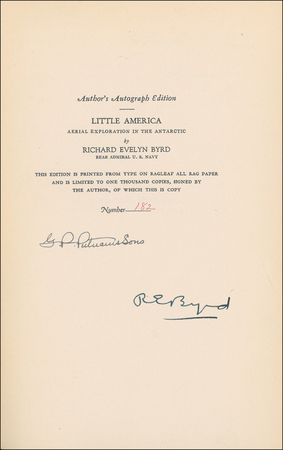 Author's Autograph Edition
LITTLE AMERICA
AERIAL EXPLORATION IN THE ANTARCTIC
by
RICHARD EVELYN BYRD
REAR ADMIRAL U. S. NAVY
THIS EDITION IS PRINTED FROM TYPE ON RAGLEAF ALL RAG PAPER
AND IS LIMITED TO ONE THOUSAND COPIES, SIGNED BY
THE AUTHOR, OF WHICH THIS IS COPY
Number 182
G. P. Putnam's Sons
R E Byrd